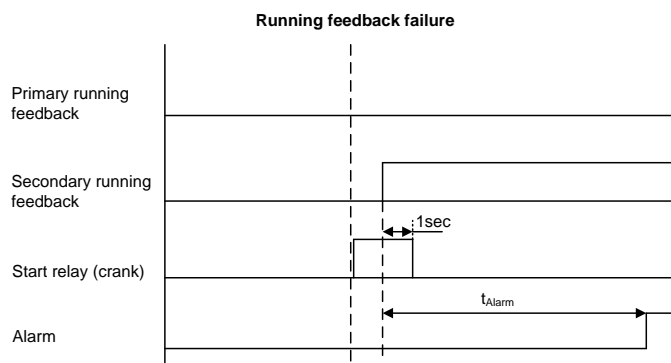 Running feedback failure
Primary running
feedback
Secondary running
feedback
1sec
Start relay (crank)
tAlarm
Alarm